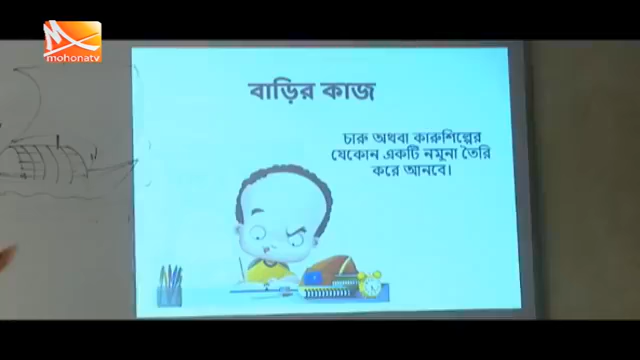 mohonatv
বাড়ির কাজ
চারু অথবা কারুশিল্পের
যেকোন একটি নমুনা তৈরি
করে আনবে।